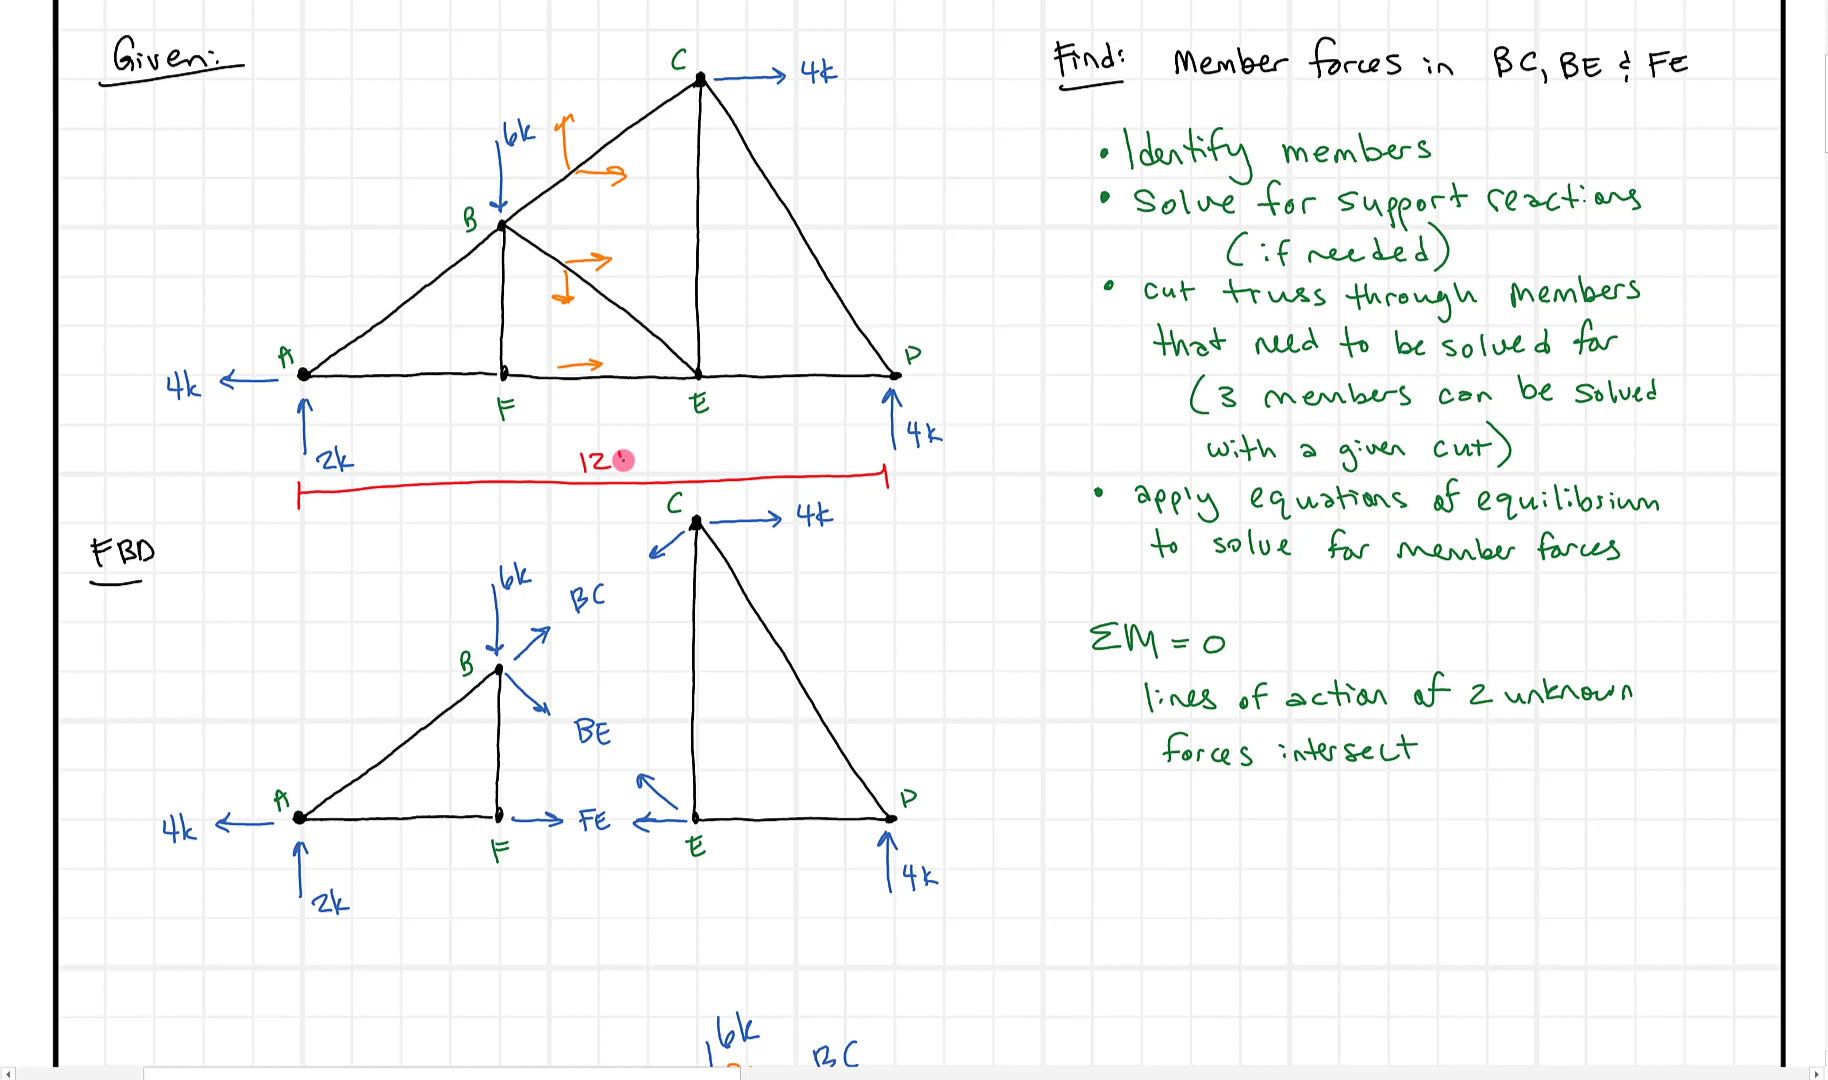 Given:
Find: Member forces in BC, BE & FE
C
4k
6k
B
A
4k
2k
F
E
D
4k
12'
• Identify members
• Solve for support reactions
(if needed)
• cut truss through members
that need to be solved for
(3 members can be solved
with a given cut)
• apply equations of equilibrium
to solve for member forces
ΣM = 0
lines of action of 2 unknown
forces intersect
FBD
C
4k
6k
BC
B
BE
A
4k
2k
F
FE
E
D
4k
6k
BC